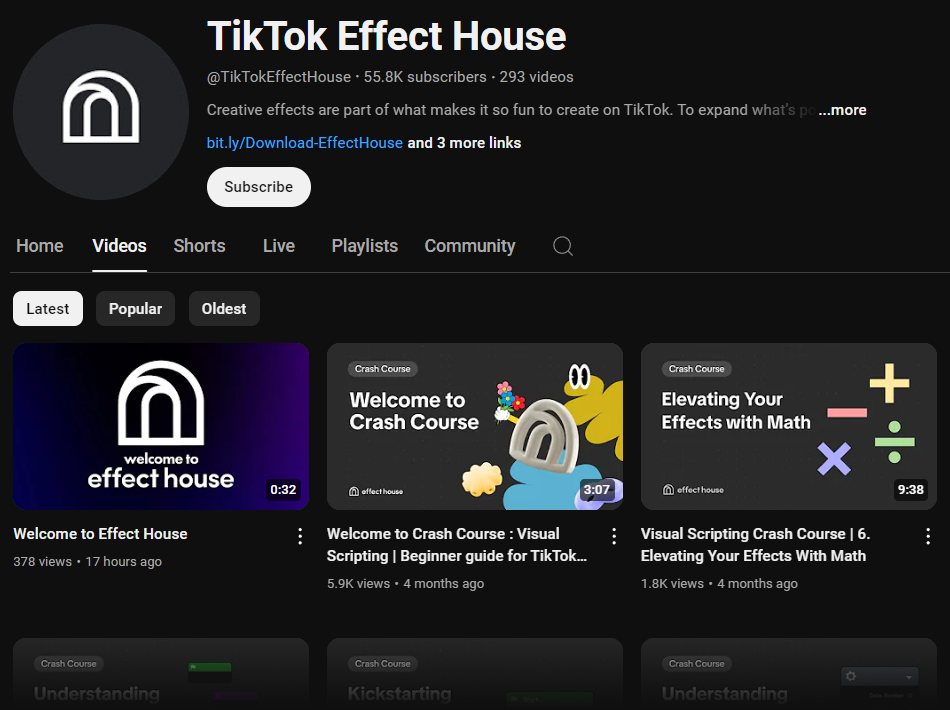 TikTok Effect House
@TikTokEffectHouse · 55.8K subscribers · 293 videos
Creative effects are part of what makes it so fun to create on TikTok. To expand what's po ...more
bit.ly/Download-EffectHouse and 3 more links
Subscribe
Home Videos Shorts Live Playlists Community
Latest Popular Oldest
welcome to
effect house
0:32
Crash Course
Welcome to
Crash Course
effect house
3:07
Crash Course
Elevating Your
Effects with Math
effect house
9:38
Welcome to Effect House
378 views • 17 hours ago
Welcome to Crash Course : Visual
Scripting | Beginner guide for TikTok...
5.9K views • 4 months ago
Visual Scripting Crash Course | 6.
Elevating Your Effects With Math
1.8K views • 4 months ago
Crash Course
Understanding
Crash Course
Kickstarting
Crash Course
Understanding